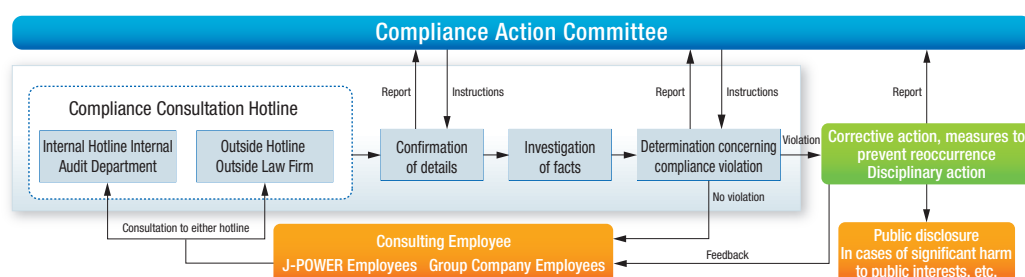 Compliance Action Committee
Report
Instructions
Report
Instructions
Report
Compliance Consultation Hotline
Internal Hotline Internal
Audit Department
Outside Hotline
Outside Law Firm
Confirmation
of details
Investigation
of facts
Determination concerning
compliance violation
Violation
Corrective action, measures to
prevent reoccurrence
Disciplinary action
No violation
Consultation to either hotline
Consulting Employee
J-POWER Employees Group Company Employees
Feedback
Public disclosure
In cases of significant harm
to public interests, etc.